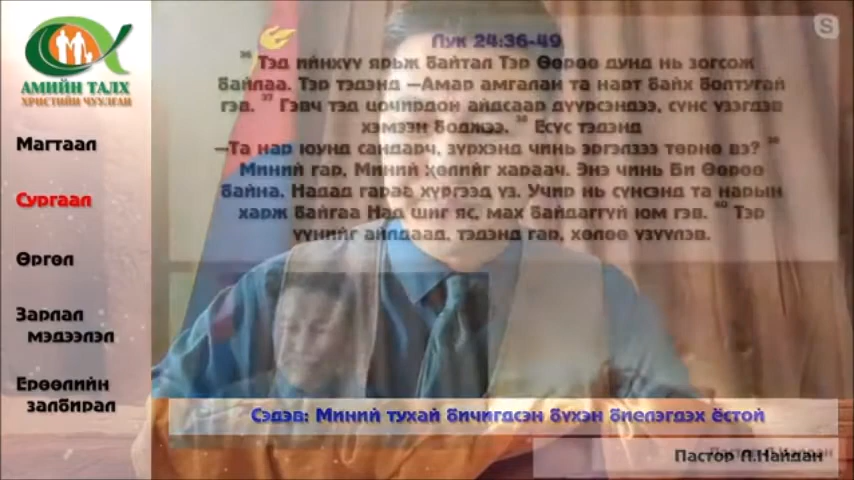 АМИЙН ТАЛХ
ХРИСТИЙН ЧУУЛГАН
Магтаал
Сургаал
Өргөл
Зарлал
мэдээлэл
Ерөөлийн
залбирал
Лук 24:36-49
36 Тэд ийнхүү ярьж байтал Тэр Өөрөө дунд нь зогсож
байлаа. Тэр тэдэнд —Амар амгалан та нарт байх болтугай
гэв. 37 Гэвч тэд цочирдон айдсаар дүүрсэндээ, сүнс үзэгдэв
хэмээн боджээ. 38 Есүс тэдэнд
—Та нар юунд сандарч, зүрхэнд чинь эргэлзээ төрнө вэ? 39
Миний гар, Миний хөлийг хараач. Энэ чинь Би Өөрөө
байна. Надад гараа хүргээд үз. Учир нь сүнсэнд та нарын
харж байгаа Над шиг яс, мах байдаггүй юм гэв. 40 Тэр
үүнийг айлдаад, тэдэнд гар, хөлөө үзүүлэв.
Сэдэв: Миний тухай бичигдсэн бүхэн биелэгдэх ёстой
Пастор Л.Найдан